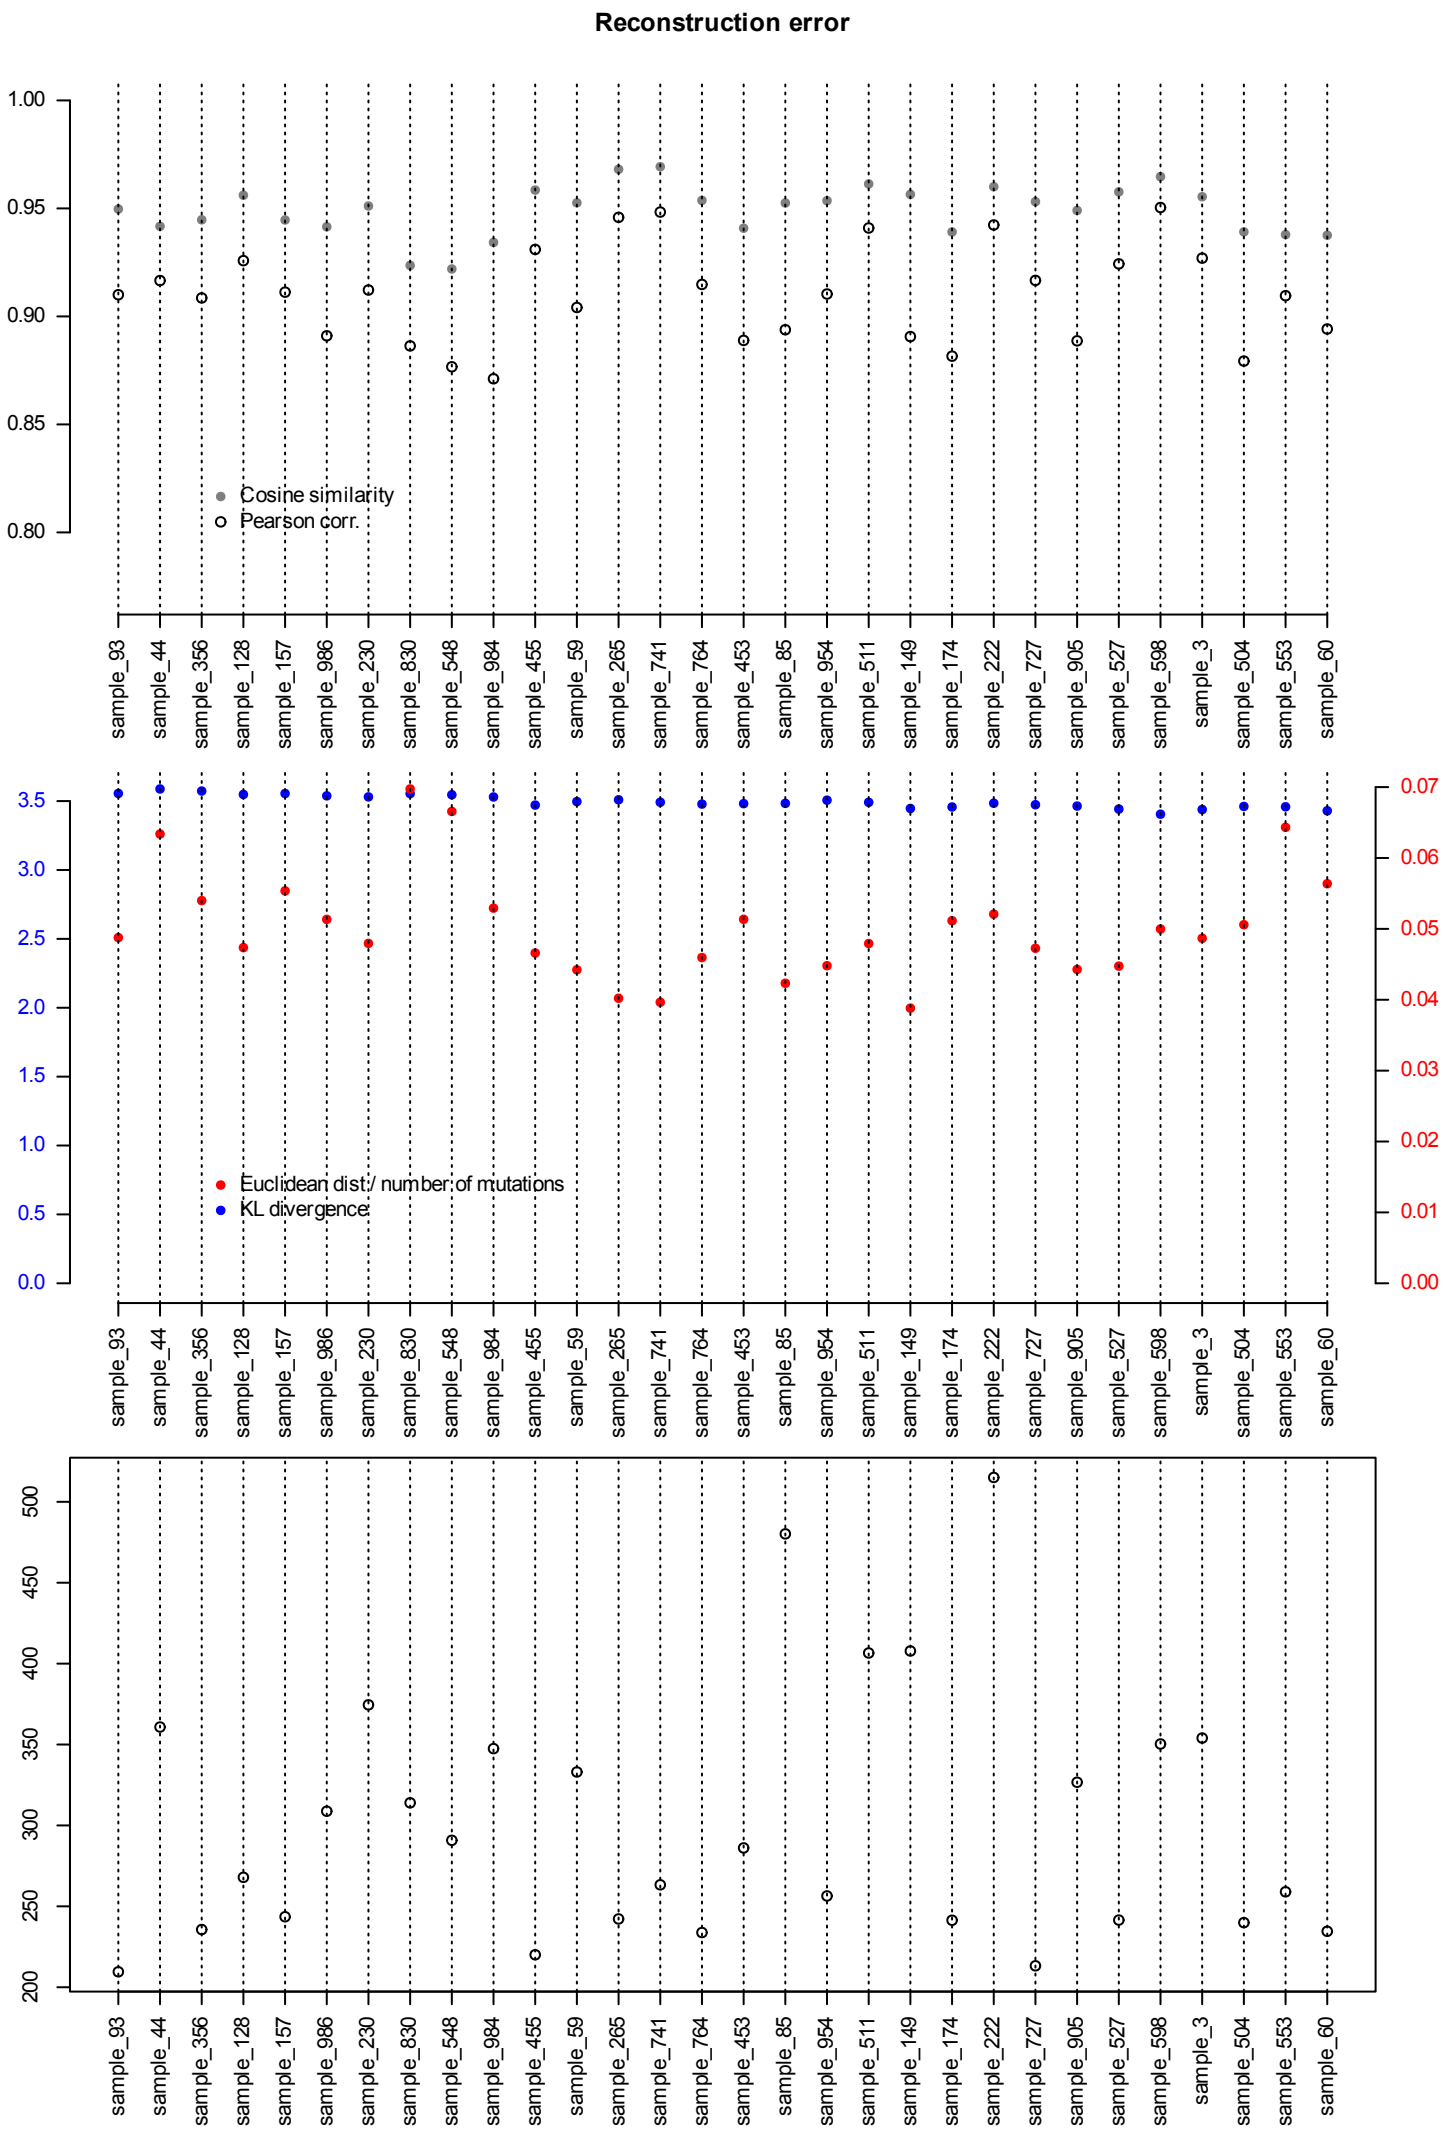 Reconstruction error
1.00
0.95
0.90
0.85
0.80
Cosine similarity
Pearson corr.
sample_93
sample_44
sample_356
sample_128
sample_157
sample_986
sample_230
sample_830
sample_548
sample_984
sample_455
sample_59
sample_265
sample_741
sample_764
sample_453
sample_85
sample_954
sample_511
sample_149
sample_174
sample_222
sample_727
sample_905
sample_527
sample_598
sample_3
sample_504
sample_553
sample_60
3.5
3.0
2.5
2.0
1.5
1.0
0.5
0.0
Euclidean dist./ number of mutations
KL divergence
0.07
0.06
0.05
0.04
0.03
0.02
0.01
0.00
sample_93
sample_44
sample_356
sample_128
sample_157
sample_986
sample_230
sample_830
sample_548
sample_984
sample_455
sample_59
sample_265
sample_741
sample_764
sample_453
sample_85
sample_954
sample_511
sample_149
sample_174
sample_222
sample_727
sample_905
sample_527
sample_598
sample_3
sample_504
sample_553
sample_60
500
450
400
350
300
250
200
sample_93
sample_44
sample_356
sample_128
sample_157
sample_986
sample_230
sample_830
sample_548
sample_984
sample_455
sample_59
sample_265
sample_741
sample_764
sample_453
sample_85
sample_954
sample_511
sample_149
sample_174
sample_222
sample_727
sample_905
sample_527
sample_598
sample_3
sample_504
sample_553
sample_60